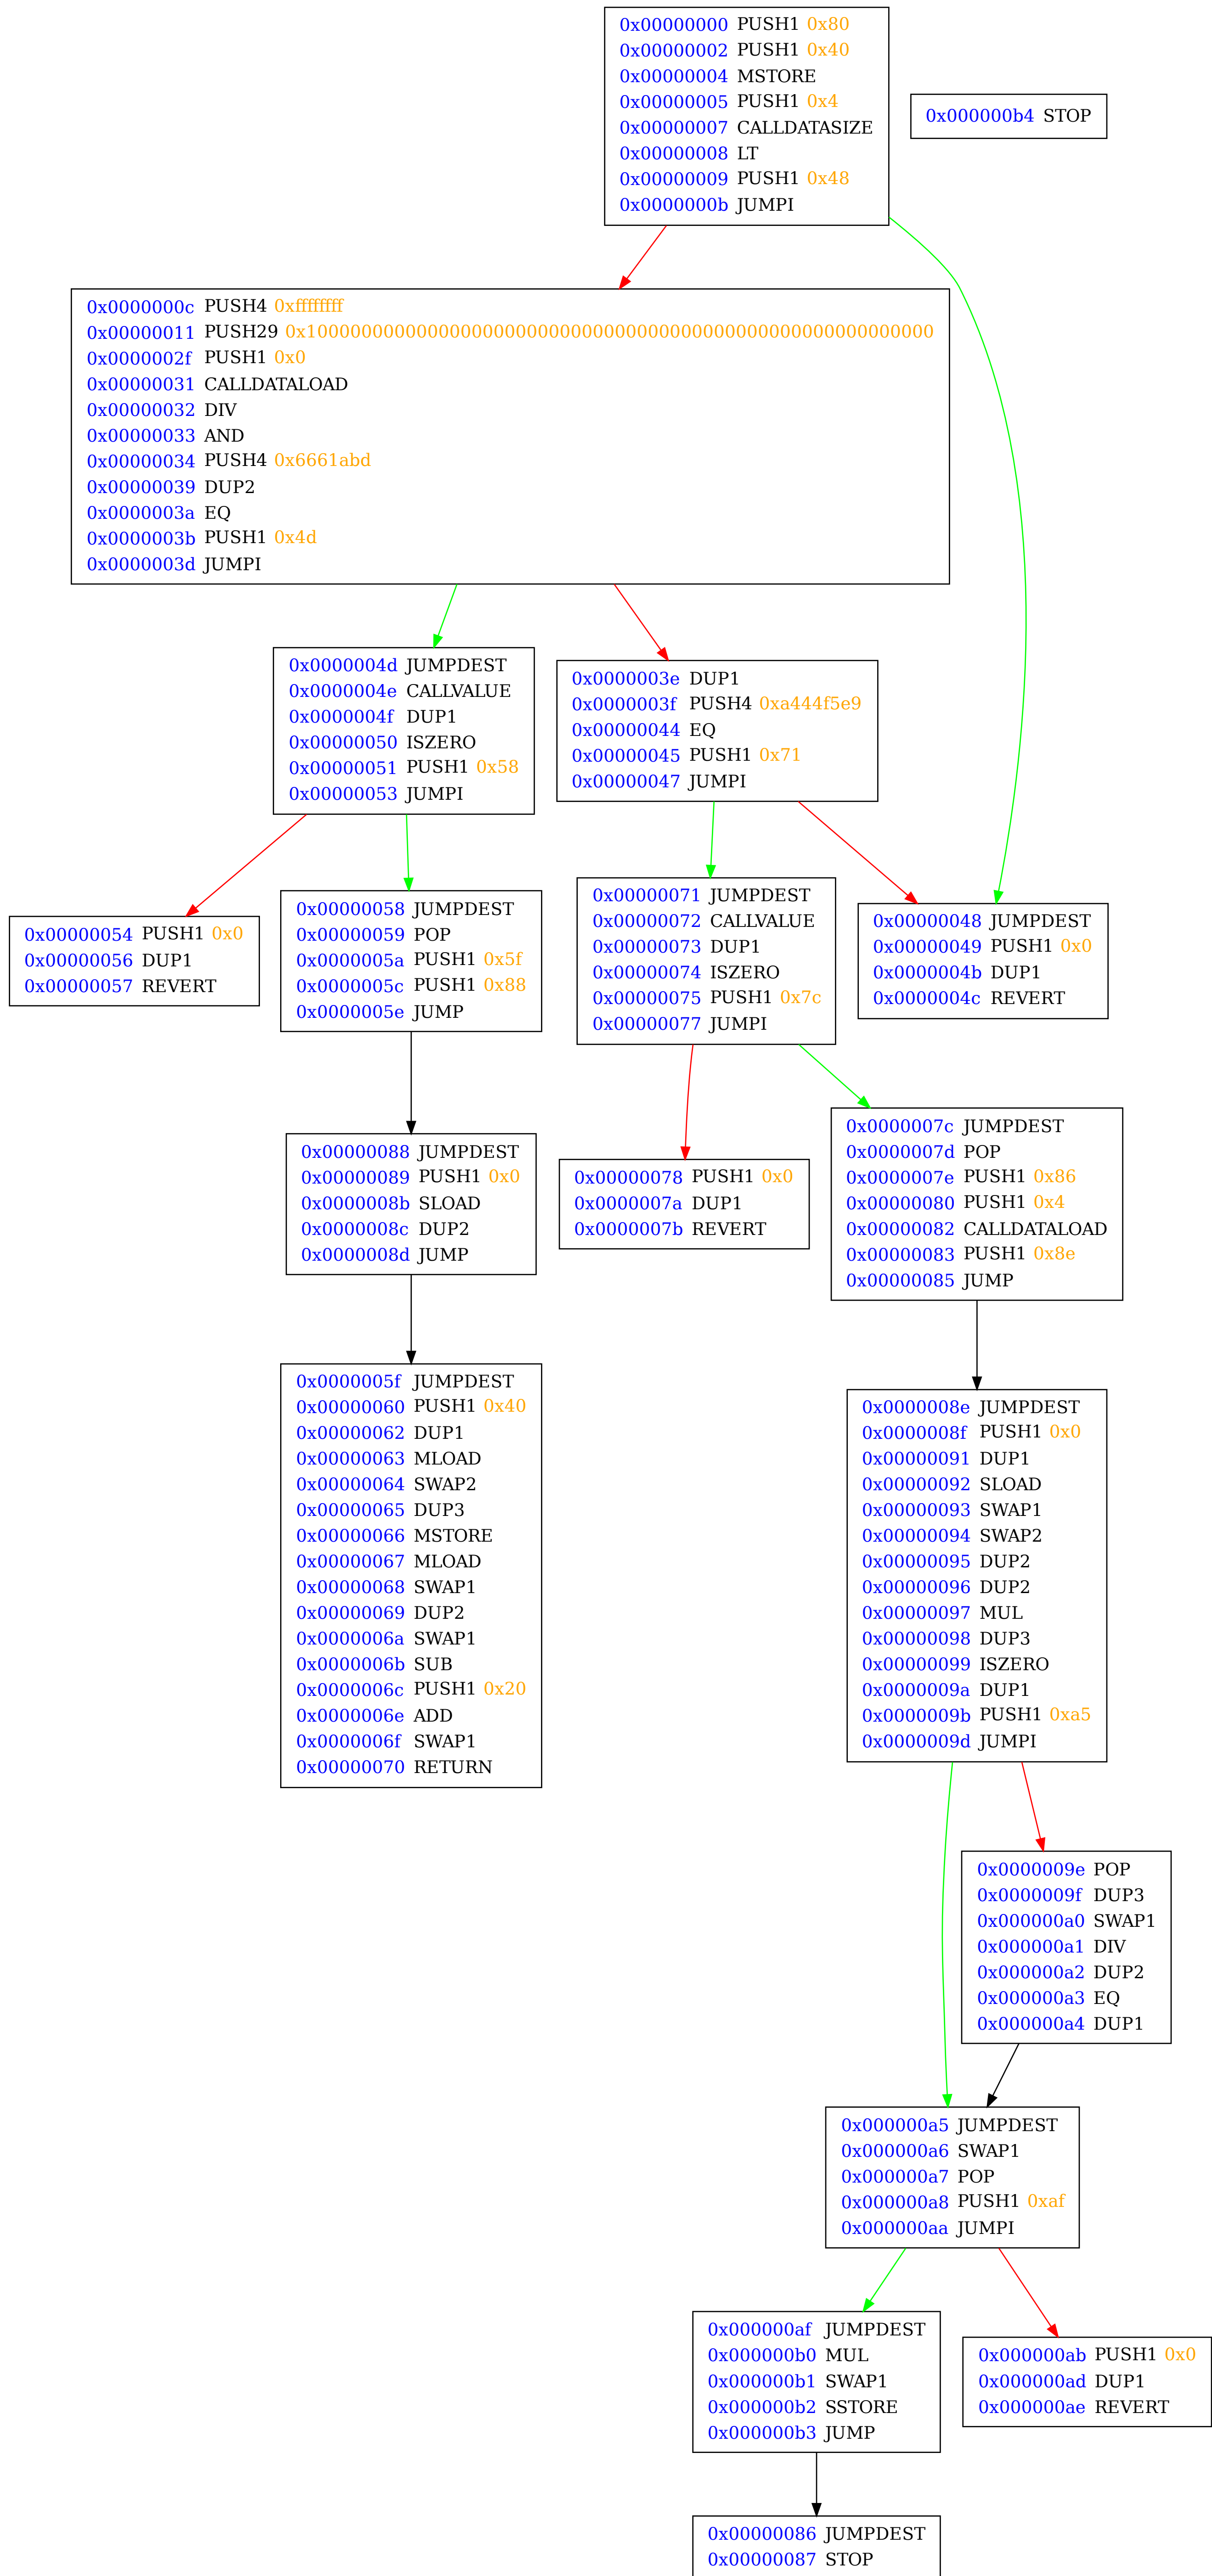 0x00000000 PUSH1 0x80
0x00000002 PUSH1 0x40
0x00000004 MSTORE
0x00000005 PUSH1 0x4
0x00000007 CALLDATASIZE
0x00000008 LT
0x00000009 PUSH1 0x48
0x0000000b JUMPI
0x000000b4 STOP
0x0000000c PUSH4 0xffffffff
0x00000011 PUSH29 0x100000000000000000000000000000000000000000000000000000000
0x0000002f PUSH1 0x0
0x00000031 CALLDATALOAD
0x00000032 DIV
0x00000033 AND
0x00000034 PUSH4 0x6661abd
0x00000039 DUP2
0x0000003a EQ
0x0000003b PUSH1 0x4d
0x0000003d JUMPI
0x0000004d JUMPDEST
0x0000004e CALLVALUE
0x0000004f DUP1
0x00000050 ISZERO
0x00000051 PUSH1 0x58
0x00000053 JUMPI
0x0000003e DUP1
0x0000003f PUSH4 0xa444f5e9
0x00000044 EQ
0x00000045 PUSH1 0x71
0x00000047 JUMPI
0x00000054 PUSH1 0x0
0x00000056 DUP1
0x00000057 REVERT
0x00000058 JUMPDEST
0x00000059 POP
0x0000005a PUSH1 0x5f
0x0000005c PUSH1 0x88
0x0000005e JUMP
0x00000071 JUMPDEST
0x00000072 CALLVALUE
0x00000073 DUP1
0x00000074 ISZERO
0x00000075 PUSH1 0x7c
0x00000077 JUMPI
0x00000048 JUMPDEST
0x00000049 PUSH1 0x0
0x0000004b DUP1
0x0000004c REVERT
0x00000088 JUMPDEST
0x00000089 PUSH1 0x0
0x0000008b SLOAD
0x0000008c DUP2
0x0000008d JUMP
0x00000078 PUSH1 0x0
0x0000007a DUP1
0x0000007b REVERT
0x0000007c JUMPDEST
0x0000007d POP
0x0000007e PUSH1 0x86
0x00000080 PUSH1 0x4
0x00000082 CALLDATALOAD
0x00000083 PUSH1 0x8e
0x00000085 JUMP
0x0000005f JUMPDEST
0x00000060 PUSH1 0x40
0x00000062 DUP1
0x00000063 MLOAD
0x00000064 SWAP2
0x00000065 DUP3
0x00000066 MSTORE
0x00000067 MLOAD
0x00000068 SWAP1
0x00000069 DUP2
0x0000006a SWAP1
0x0000006b SUB
0x0000006c PUSH1 0x20
0x0000006e ADD
0x0000006f SWAP1
0x00000070 RETURN
0x0000008e JUMPDEST
0x0000008f PUSH1 0x0
0x00000091 DUP1
0x00000092 SLOAD
0x00000093 SWAP1
0x00000094 SWAP2
0x00000095 DUP2
0x00000096 DUP2
0x00000097 MUL
0x00000098 DUP3
0x00000099 ISZERO
0x0000009a DUP1
0x0000009b PUSH1 0xa5
0x0000009d JUMPI
0x0000009e POP
0x0000009f DUP3
0x000000a0 SWAP1
0x000000a1 DIV
0x000000a2 DUP2
0x000000a3 EQ
0x000000a4 DUP1
0x000000a5 JUMPDEST
0x000000a6 SWAP1
0x000000a7 POP
0x000000a8 PUSH1 0xaf
0x000000aa JUMPI
0x000000af JUMPDEST
0x000000b0 MUL
0x000000b1 SWAP1
0x000000b2 SSTORE
0x000000b3 JUMP
0x000000ab PUSH1 0x0
0x000000ad DUP1
0x000000ae REVERT
0x00000086 JUMPDEST
0x00000087 STOP